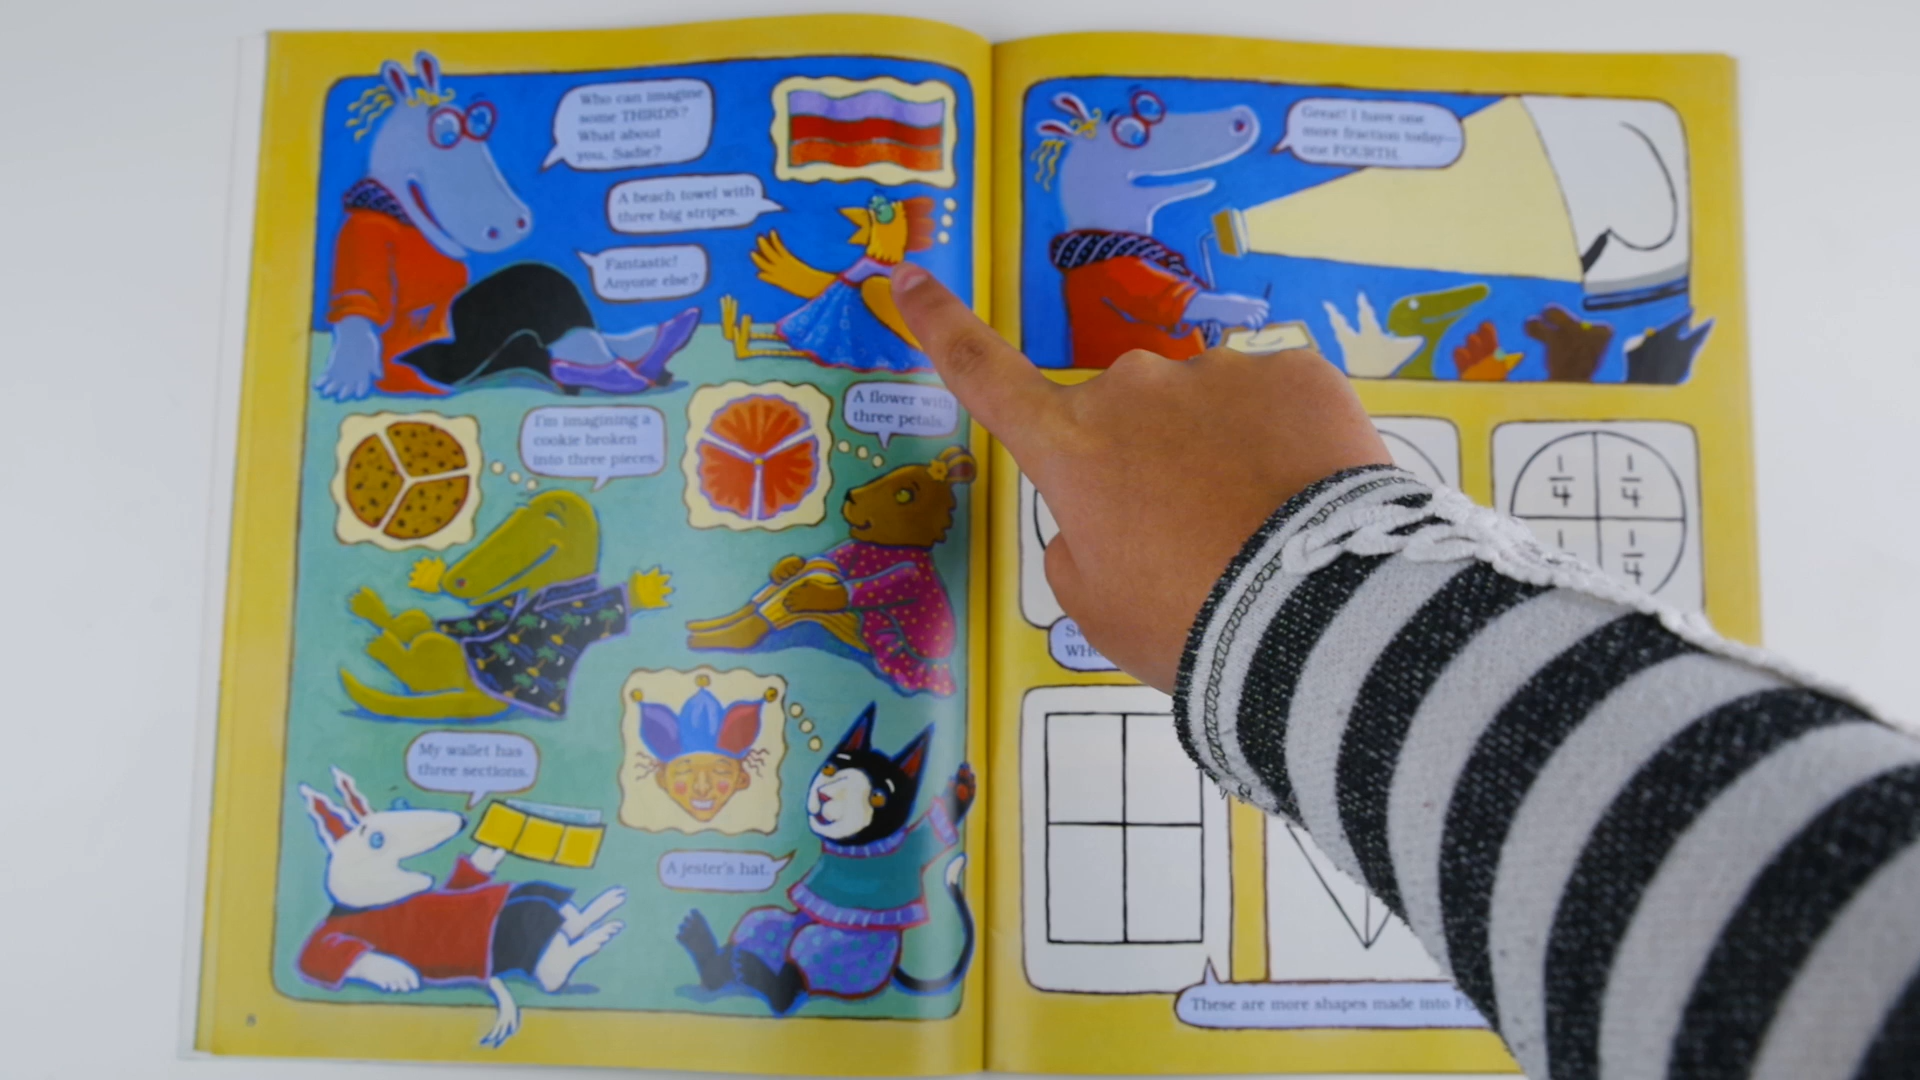 Who can imagine
some THIRDS?
What about
you, Sadie?
A beach towel with
three big stripes.
Fantastic!
Anyone else?
I'm imagining a
cookie broken
into three pieces.
A flower with
three petals.
My wallet has
three sections.
A jester's hat.
8
Great! I have one
more fraction today—
one FOURTH.
1/4 1/4
1/4
These are more shapes made into